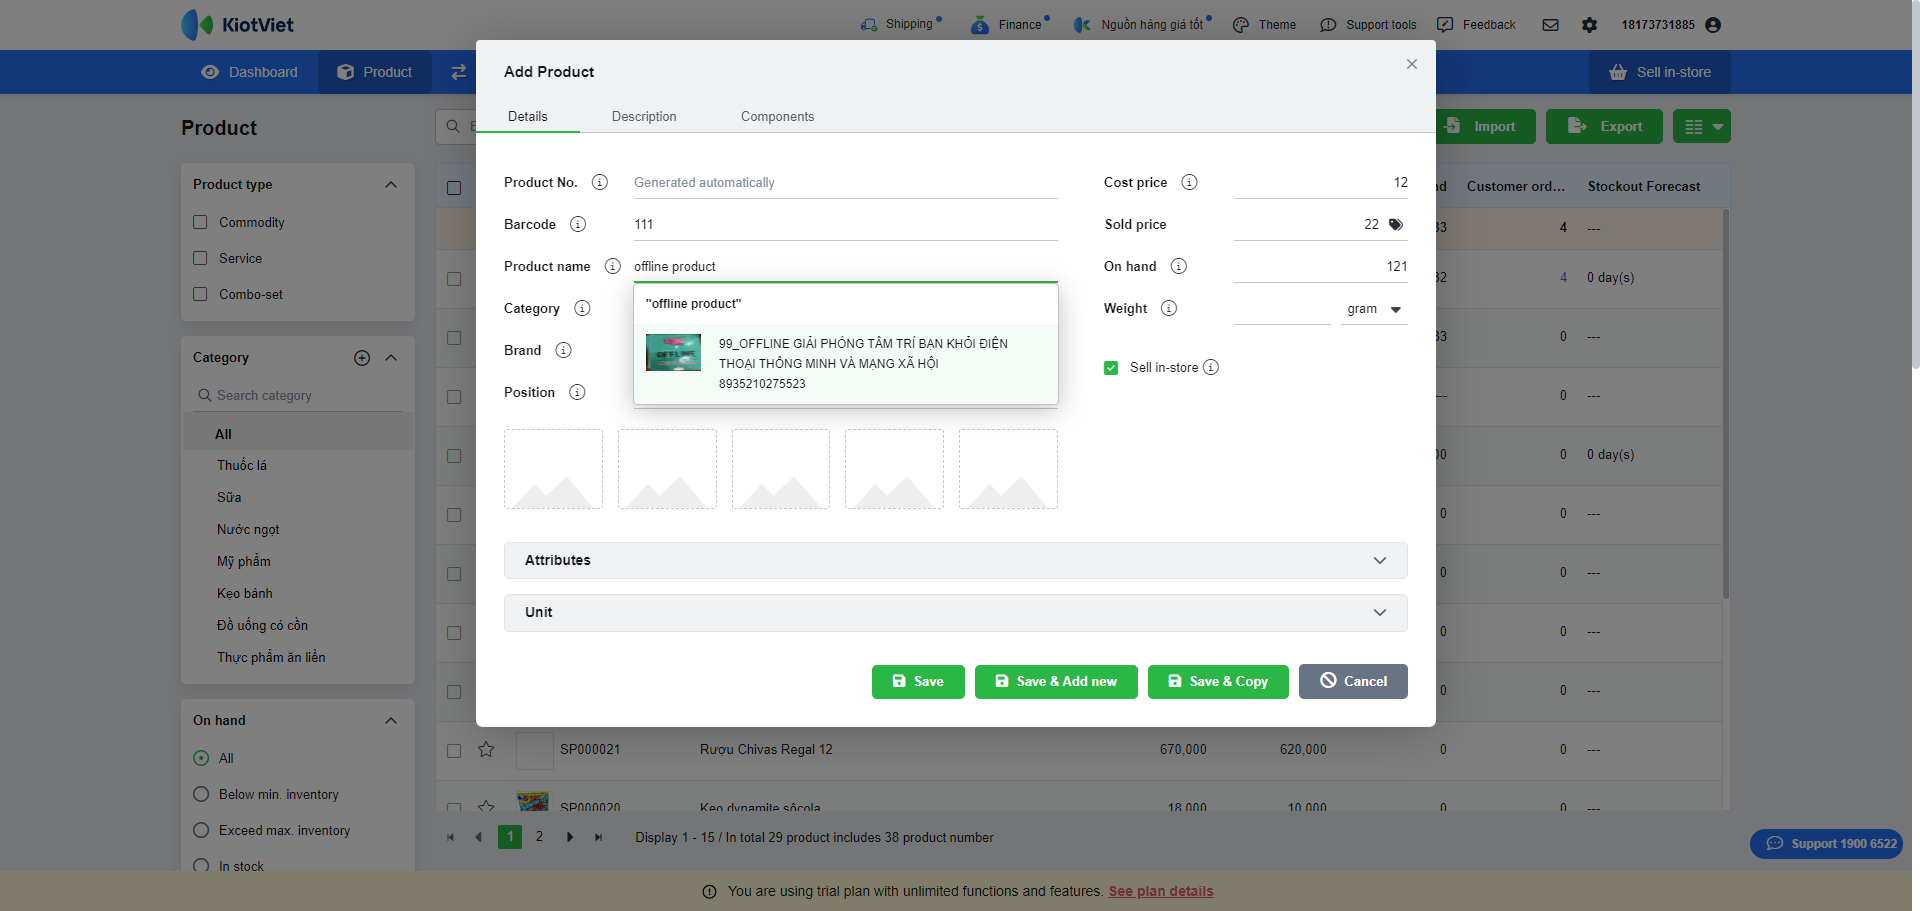 KiotViet
Shipping
Finance
Nguồn hàng giá tốt
Theme
Support tools
Feedback
18173731885
Dashboard
Product
Sell in-store
Product
Import
Export
Add Product
Details
Description
Components
Product No.
Generated automatically
Barcode
111
Product name
offline product
"offline product"
99_OFFLINE GIẢI PHÓNG TÂM TRÍ BẠN KHỎI ĐIỆN
THOẠI THÔNG MINH VÀ MẠNG XÃ HỘI
8935210275523
Category
Brand
Position
Cost price
12
Sold price
22
On hand
121
Weight
gram
Sell in-store
Attributes
Unit
Save
Save & Add new
Save & Copy
Cancel
Product type
Commodity
Service
Combo-set
Category
Search category
All
Thuốc lá
Sữa
Nước ngọt
Mỹ phẩm
Kẹo bánh
Đồ uống có cồn
Thực phẩm ăn liền
On hand
All
Below min. inventory
Exceed max. inventory
In stock
Customer ord...
Stockout Forecast
4 ---
4 0 day(s)
0 ---
0 ---
0 0 day(s)
0 0 ---
0 0 ---
0 0 ---
0 0 ---
SP000021 Rượu Chivas Regal 12 670,000 620,000 0 0 ---
SP000020 Kẹo dynamite sôcôla 18,000 10,000 0 0 ---
1 2
Display 1 - 15 / In total 29 product includes 38 product number
Support 1900 6522
You are using trial plan with unlimited functions and features. See plan details